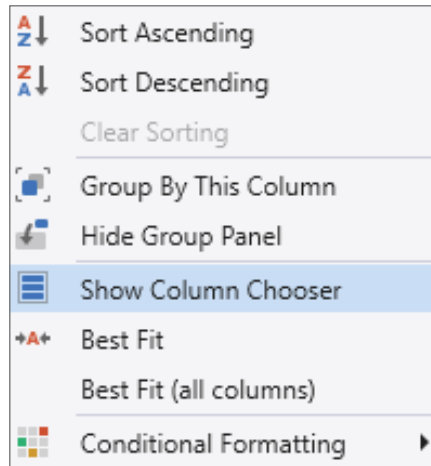 Sort Ascending
Sort Descending
Clear Sorting
Group By This Column
Hide Group Panel
Show Column Chooser
Best Fit
Best Fit (all columns)
Conditional Formatting